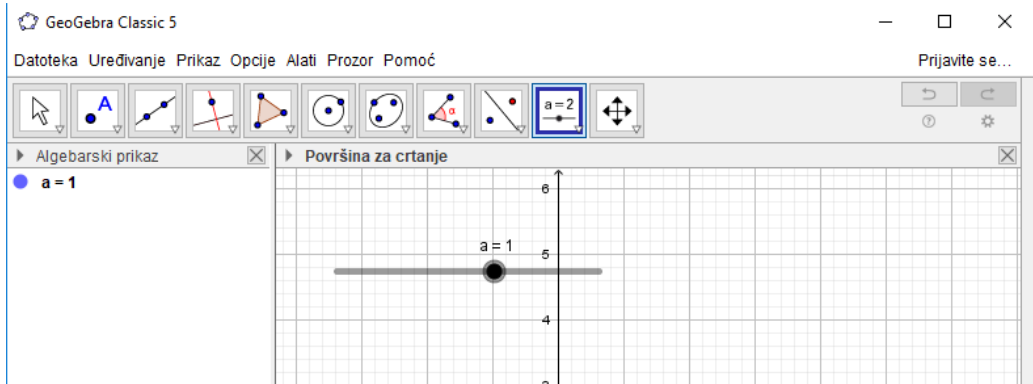 GeoGebra Classic 5
Datoteka Uređivanje Prikaz Opcije Alati Prozor Pomoć Prijavite se...
A α a = 2
Algebarski prikaz Površina za crtanje
a = 1
6
a = 1
5
4